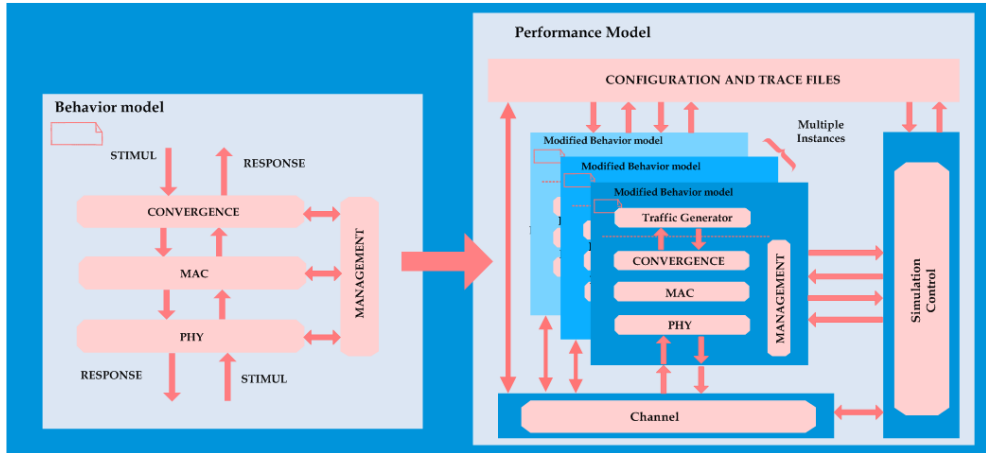 Performance Model
CONFIGURATION AND TRACE FILES
Behavior model
STIMUL
RESPONSE
CONVERGENCE
MAC
PHY
MANAGEMENT
RESPONSE
STIMUL
Multiple
Instances
Modified Behavior model
Modified Behavior model
Modified Behavior model
Traffic Generator
CONVERGENCE
MAC
PHY
MANAGEMENT
Simulation
Control
Channel